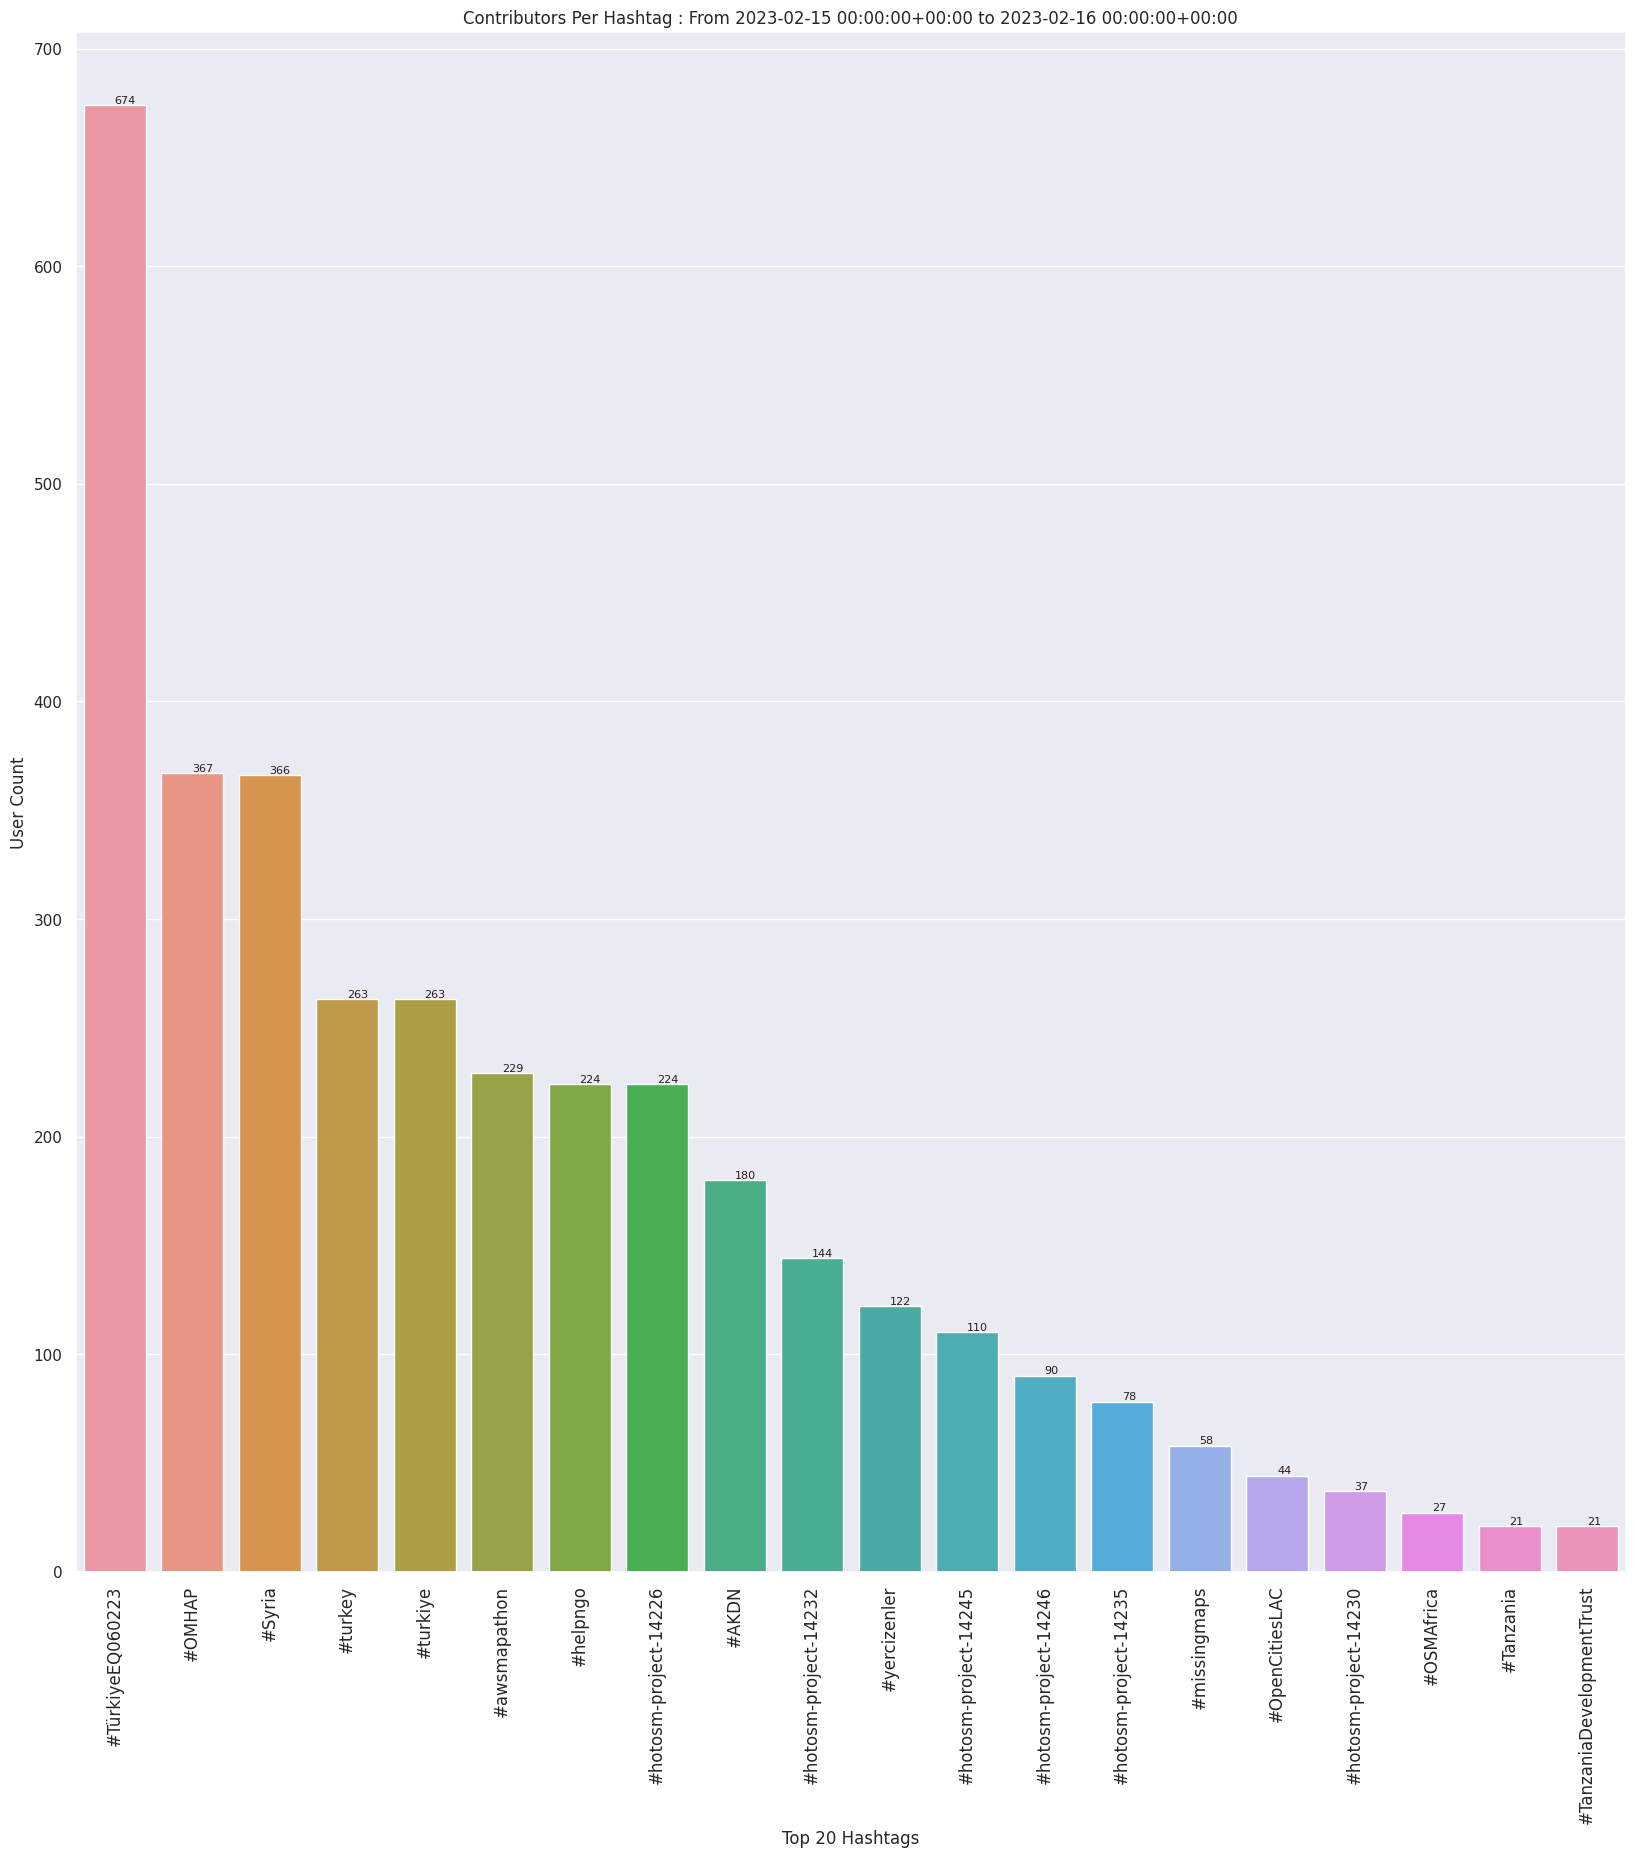 Contributors Per Hashtag : From 2023-02-15 00:00:00+00:00 to 2023-02-16 00:00:00+00:00
700
600
500
400
300
200
100
0
User Count
674
367
366
263
263
229
224
224
180
144
122
110
90
78
58
44
37
27
21
21
#TürkiyeEQ060223
#OMHAP
#Syria
#turkey
#turkiye
#awsmapathon
#helpngo
#hotosm-project-14226
#AKDN
#hotosm-project-14232
#yercizenler
#hotosm-project-14245
#hotosm-project-14246
#hotosm-project-14235
#missingmaps
#OpenCitiesLAC
#hotosm-project-14230
#OSMAfrica
#Tanzania
#TanzaniaDevelopmentTrust
Top 20 Hashtags